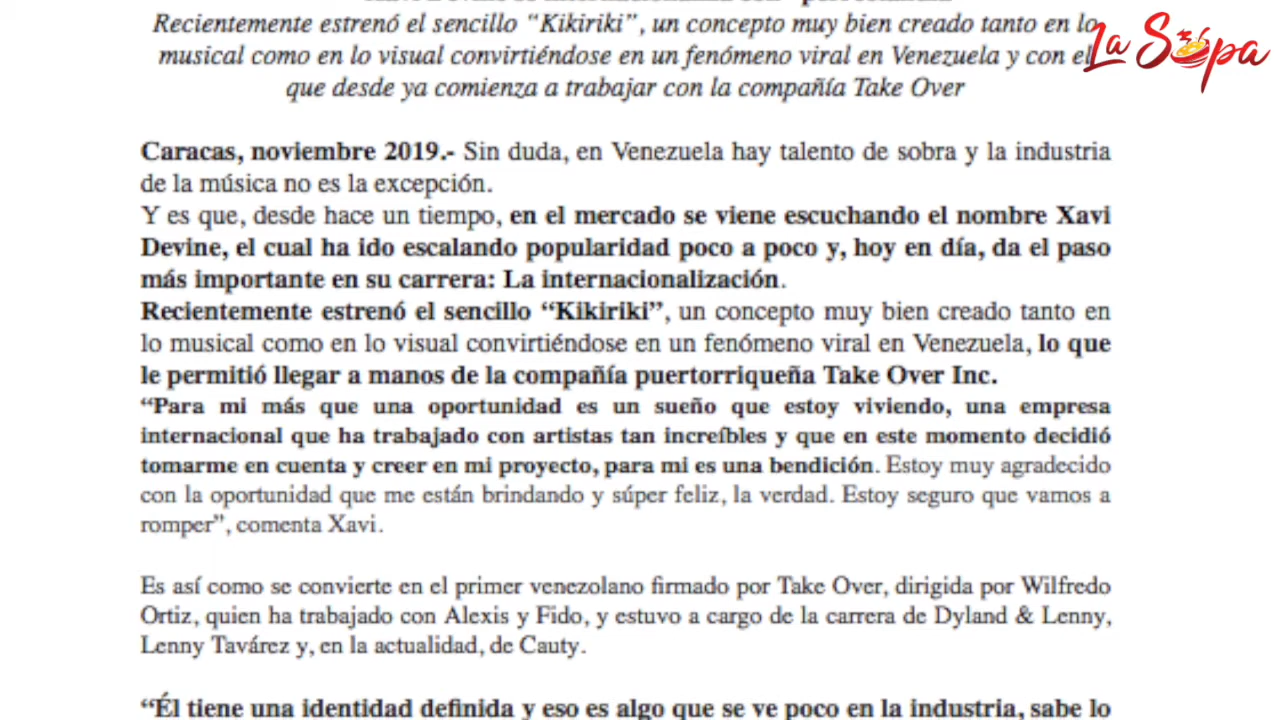 Recientemente estrenó el sencillo “Kikiriki”, un concepto muy bien creado tanto en lo
musical como en lo visual convirtiéndose en un fenómeno viral en Venezuela y con el
que desde ya comienza a trabajar con la compañía Take Over
La Sopa
Caracas, noviembre 2019.- Sin duda, en Venezuela hay talento de sobra y la industria
de la música no es la excepción.
Y es que, desde hace un tiempo, en el mercado se viene escuchando el nombre Xavi
Devine, el cual ha ido escalando popularidad poco a poco y, hoy en día, da el paso
más importante en su carrera: La internacionalización.
Recientemente estrenó el sencillo “Kikiriki”, un concepto muy bien creado tanto en
lo musical como en lo visual convirtiéndose en un fenómeno viral en Venezuela, lo que
le permitió llegar a manos de la compañía puertorriqueña Take Over Inc.
“Para mi más que una oportunidad es un sueño que estoy viviendo, una empresa
internacional que ha trabajado con artistas tan increíbles y que en este momento decidió
tomarme en cuenta y creer en mi proyecto, para mi es una bendición. Estoy muy agradecido
con la oportunidad que me están brindando y súper feliz, la verdad. Estoy seguro que vamos a
romper”, comenta Xavi.
Es así como se convierte en el primer venezolano firmado por Take Over, dirigida por Wilfredo
Ortiz, quien ha trabajado con Alexis y Fido, y estuvo a cargo de la carrera de Dyland & Lenny,
Lenny Tavárez y, en la actualidad, de Cauty.
“Él tiene una identidad definida y eso es algo que se ve poco en la industria, sabe lo